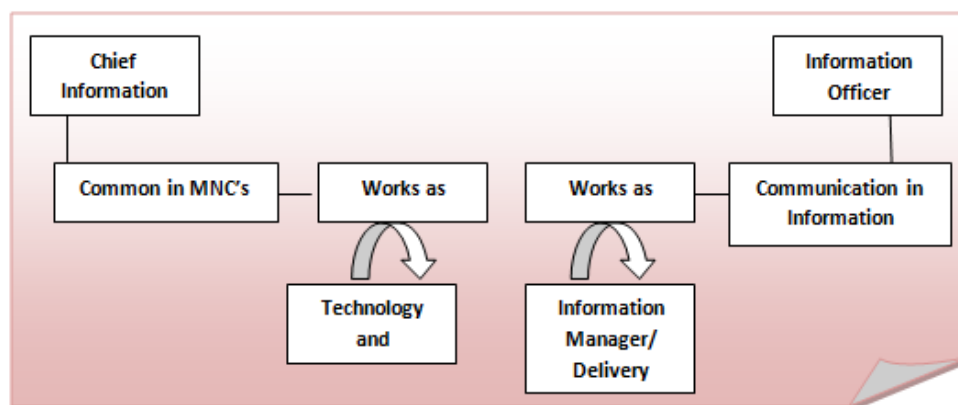 Chief
Information
Information
Officer
Common in MNC's
Works as
Works as
Communication in
Information
Technology
and
Information
Manager/
Delivery